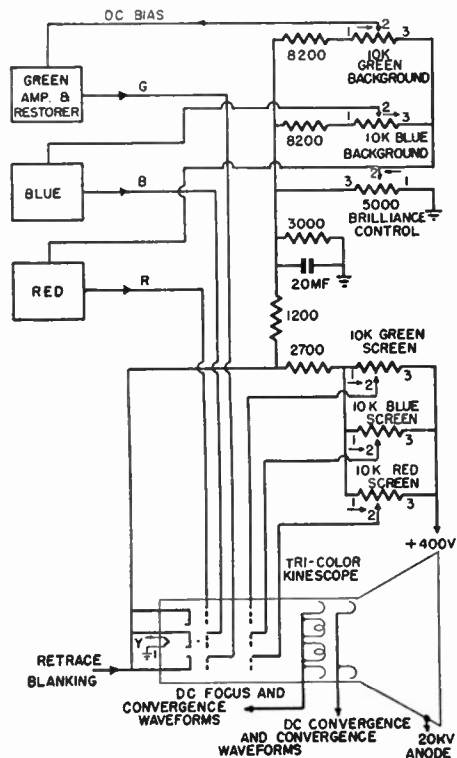 DC BIAS
8200
1
2
3
10K
GREEN
BACKGROUND
GREEN
AMP. &
RESTORER
G
8200
1
2
3
10K BLUE
BACKGROUND
BLUE
B
3
2
1
5000
BRILLIANCE
CONTROL
3000
20MF
RED
R
1200
2700
10K GREEN
SCREEN
1
2
3
10K BLUE
SCREEN
1
2
3
10K RED
SCREEN
1
2
3
+400V
TRI-COLOR
KINESCOPE
Y
RETRACE
BLANKING
DC FOCUS AND
CONVERGENCE
WAVEFORMS
DC CONVERGENCE
AND CONVERGENCE
WAVEFORMS
20KV
ANODE